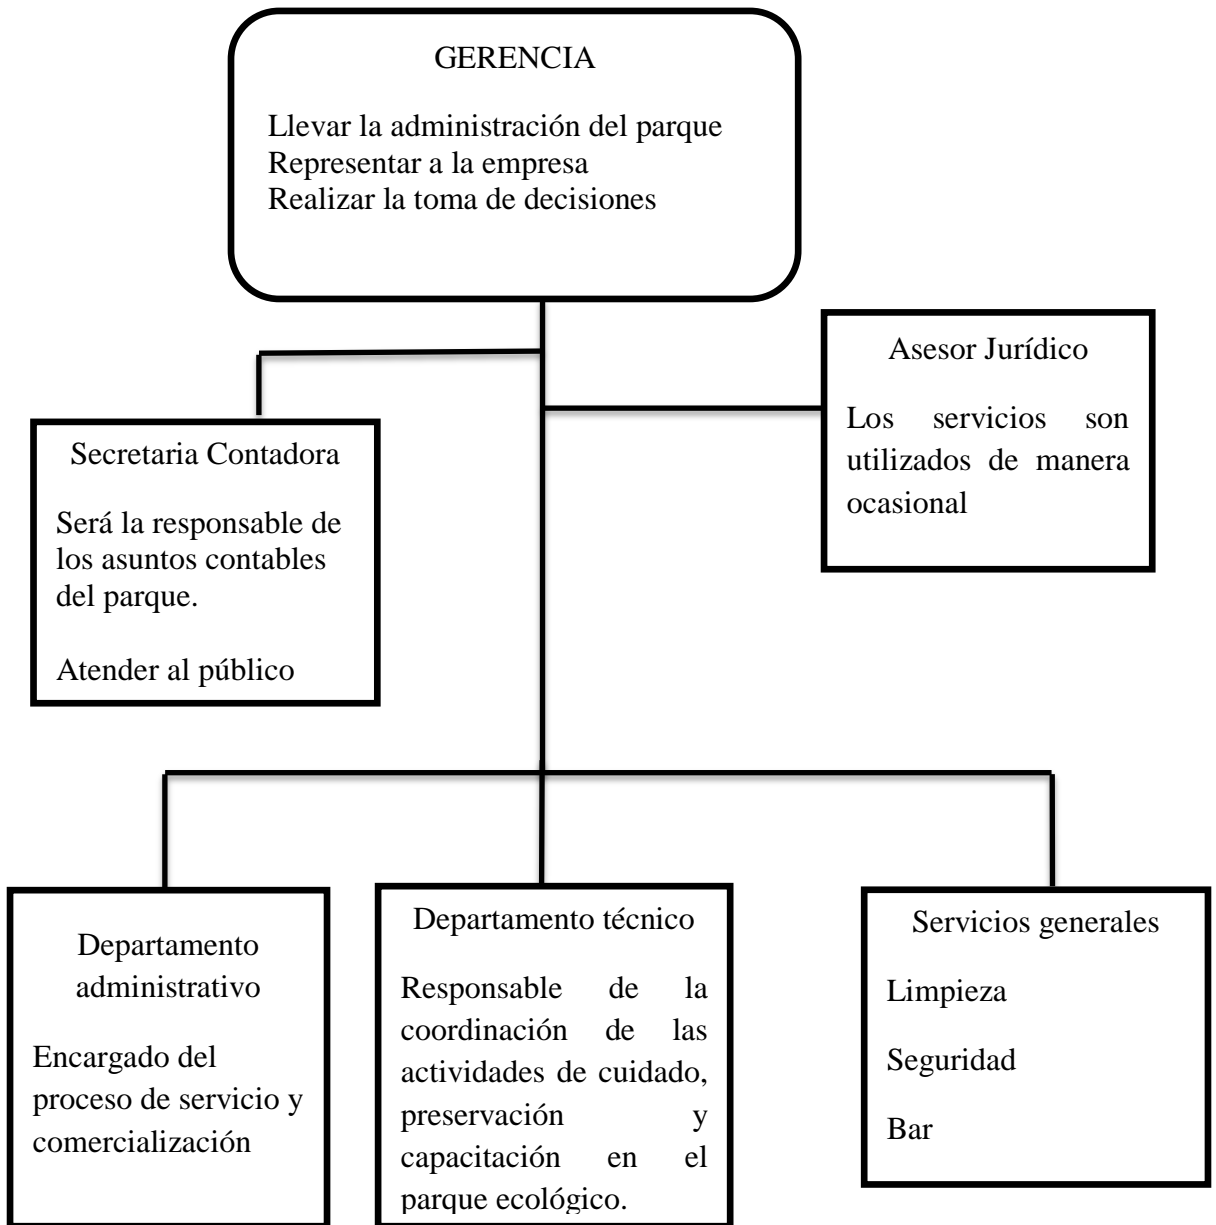 GERENCIA
Llevar la administración del parque
Representar a la empresa
Realizar la toma de decisiones
Asesor Jurídico
Los servicios son
utilizados de manera
ocasional
Secretaria Contadora
Será la responsable de
los asuntos contables
del parque.
Atender al público
Departamento
administrativo
Encargado del
proceso de servicio y
comercialización
Departamento técnico
Responsable de la
coordinación de las
actividades de cuidado,
preservación y
capacitación en el
parque ecológico.
Servicios generales
Limpieza
Seguridad
Bar